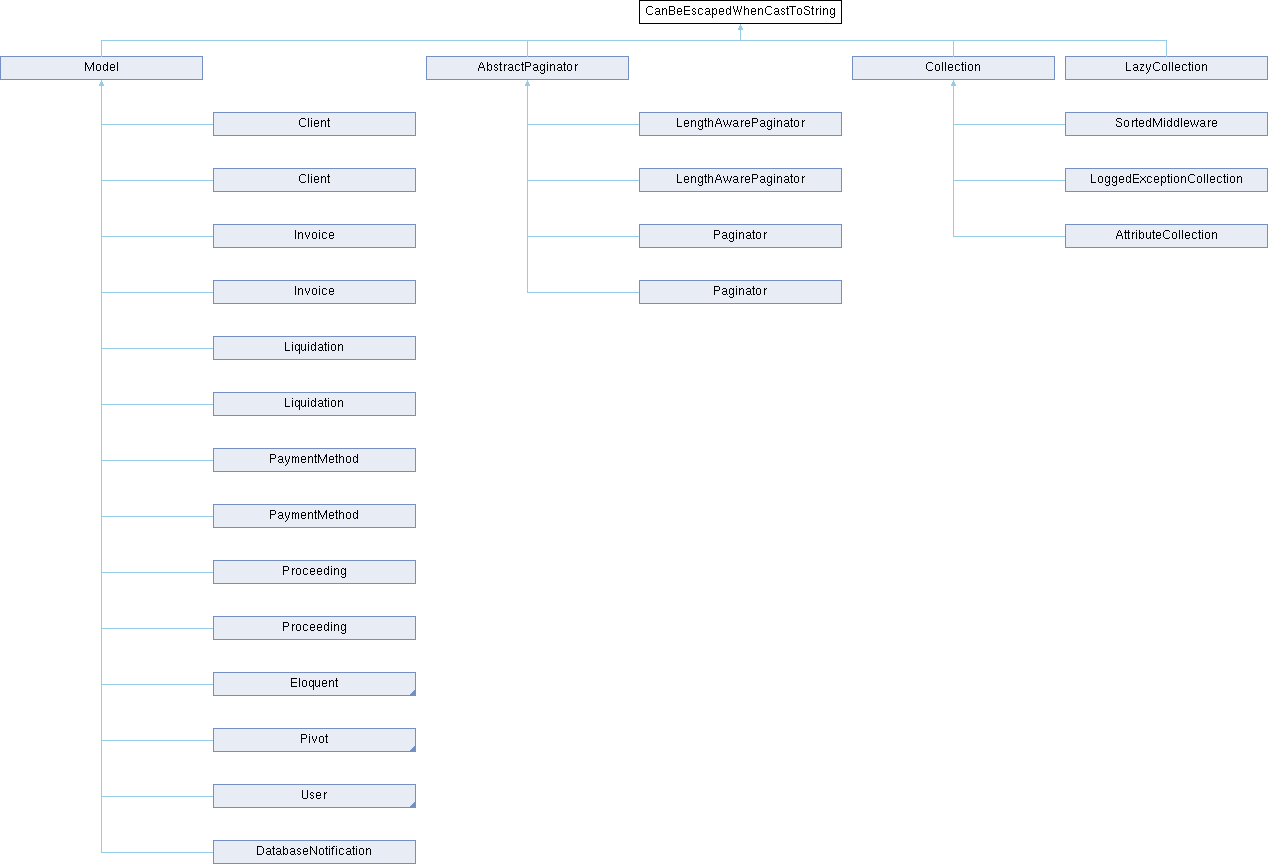 CanBeEscapedWhenCastToString
Model
AbstractPaginator
Collection
LazyCollection
Client
LengthAwarePaginator
SortedMiddleware
Client
LengthAwarePaginator
LoggedExceptionCollection
Invoice
Paginator
AttributeCollection
Invoice
Paginator
Liquidation
Liquidation
PaymentMethod
PaymentMethod
Proceeding
Proceeding
Eloquent
Pivot
User
DatabaseNotification